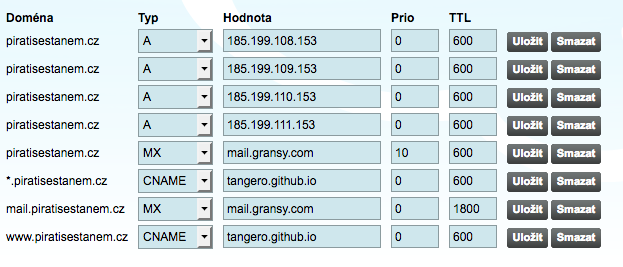 Doména Typ Hodnota Prio TTL
piratisestanem.cz A 185.199.108.153 0 600 Uložit Smazat
piratisestanem.cz A 185.199.109.153 0 600 Uložit Smazat
piratisestanem.cz A 185.199.110.153 0 600 Uložit Smazat
piratisestanem.cz A 185.199.111.153 0 600 Uložit Smazat
piratisestanem.cz MX mail.gransy.com 10 600 Uložit Smazat
*.piratisestanem.cz CNAME tangero.github.io 0 600 Uložit Smazat
mail.piratisestanem.cz MX mail.gransy.com 0 1800 Uložit Smazat
www.piratisestanem.cz CNAME tangero.github.io 0 600 Uložit Smazat